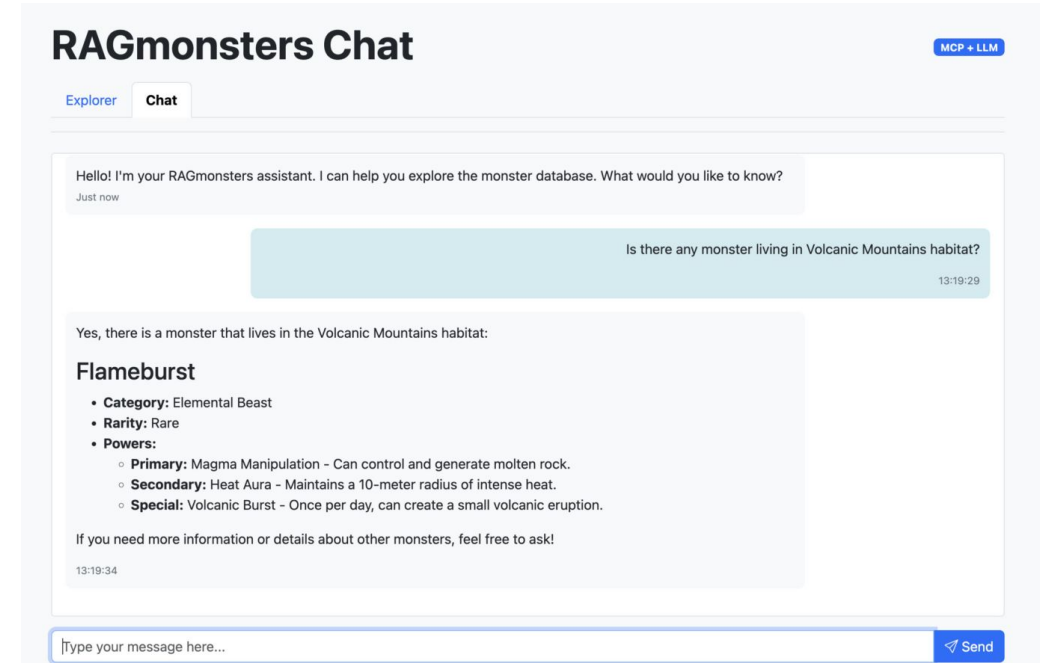 RAGmonsters Chat
MCP + LLM
Explorer
Chat
Hello! I'm your RAGmonsters assistant. I can help you explore the monster database. What would you like to know?
Just now
Is there any monster living in Volcanic Mountains habitat?
13:19:29
Yes, there is a monster that lives in the Volcanic Mountains habitat:
Flameburst
• Category: Elemental Beast
• Rarity: Rare
• Powers:
◦ Primary: Magma Manipulation - Can control and generate molten rock.
◦ Secondary: Heat Aura - Maintains a 10-meter radius of intense heat.
◦ Special: Volcanic Burst - Once per day, can create a small volcanic eruption.
If you need more information or details about other monsters, feel free to ask!
13:19:34
Type your message here...
Send